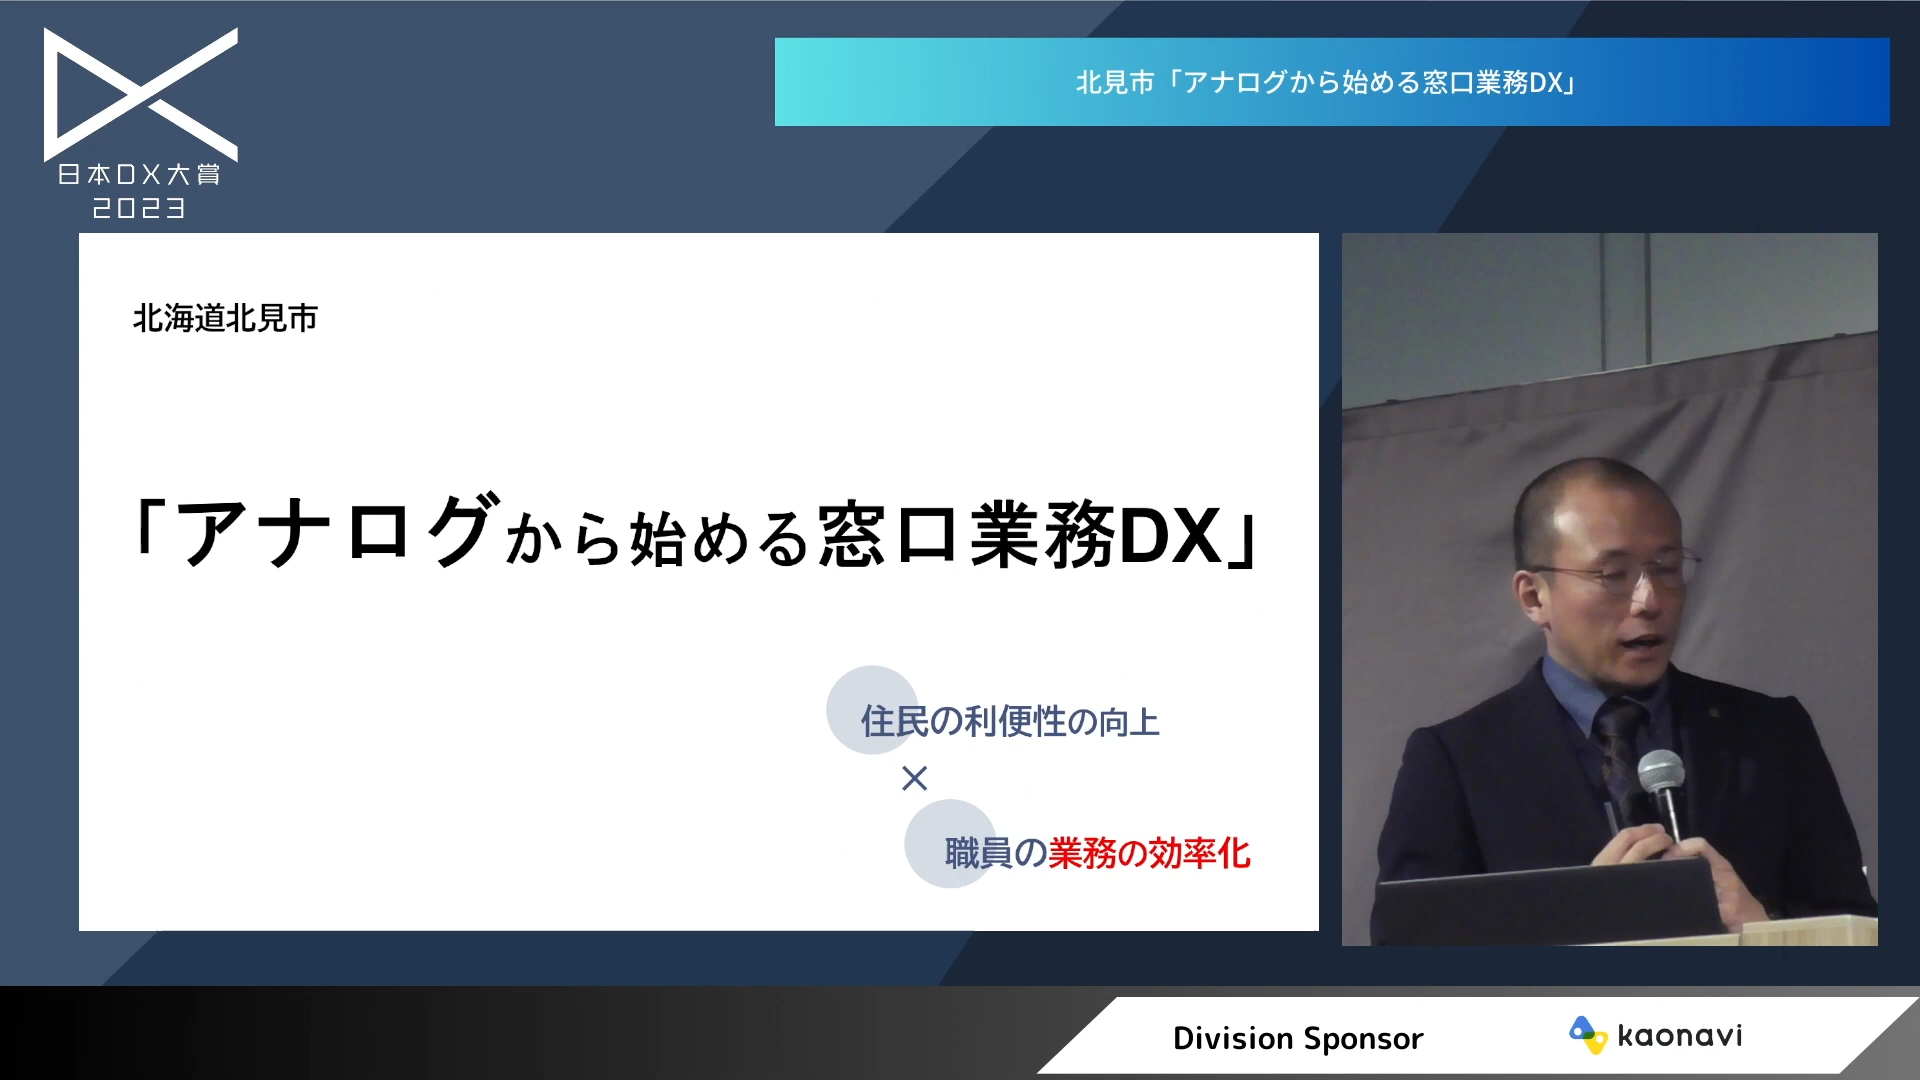 日本DX大賞
2023
北見市「アナログから始める窓口業務DX」
北海道北見市
「アナログから始める窓口業務DX」
住民の利便性の向上
×
職員の業務の効率化
Division Sponsor
kaonavi